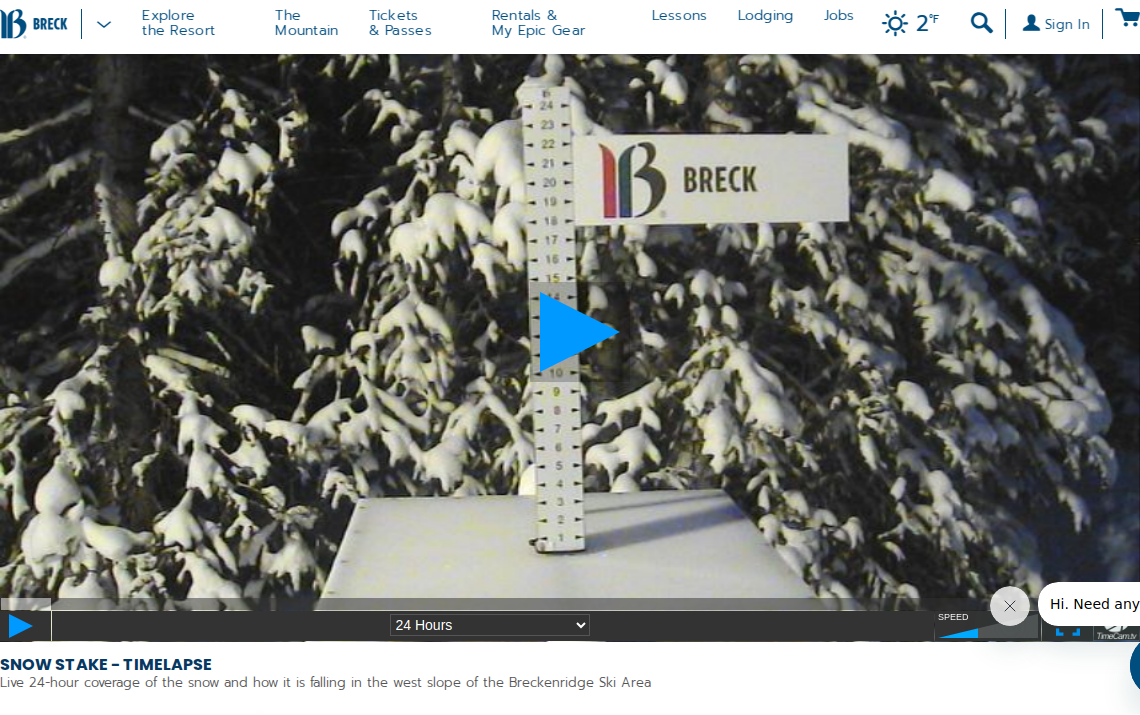 BRECK
Explore
the Resort
The
Mountain
Tickets
& Passes
Rentals &
My Epic Gear
Lessons
Lodging
Jobs
2°F
Sign In
24
23
22
21
20
19
18
17
16
15
14
10
9
8
7
6
5
4
3
2
1
BRECK
24 Hours
SPEED
Hi. Need any
TimeCam.tv
SNOW STAKE - TIMELAPSE
Live 24-hour coverage of the snow and how it is falling in the west slope of the Breckenridge Ski Area